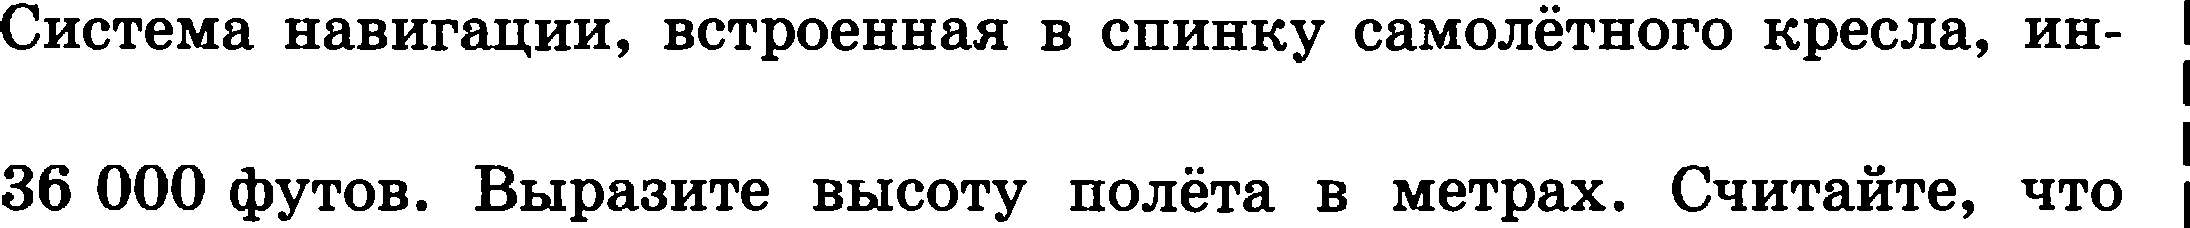 Система навигации, встроенная в спинку самолётного кресла, ин-
36 000 футов. Выразите высоту полёта в метрах. Считайте, что